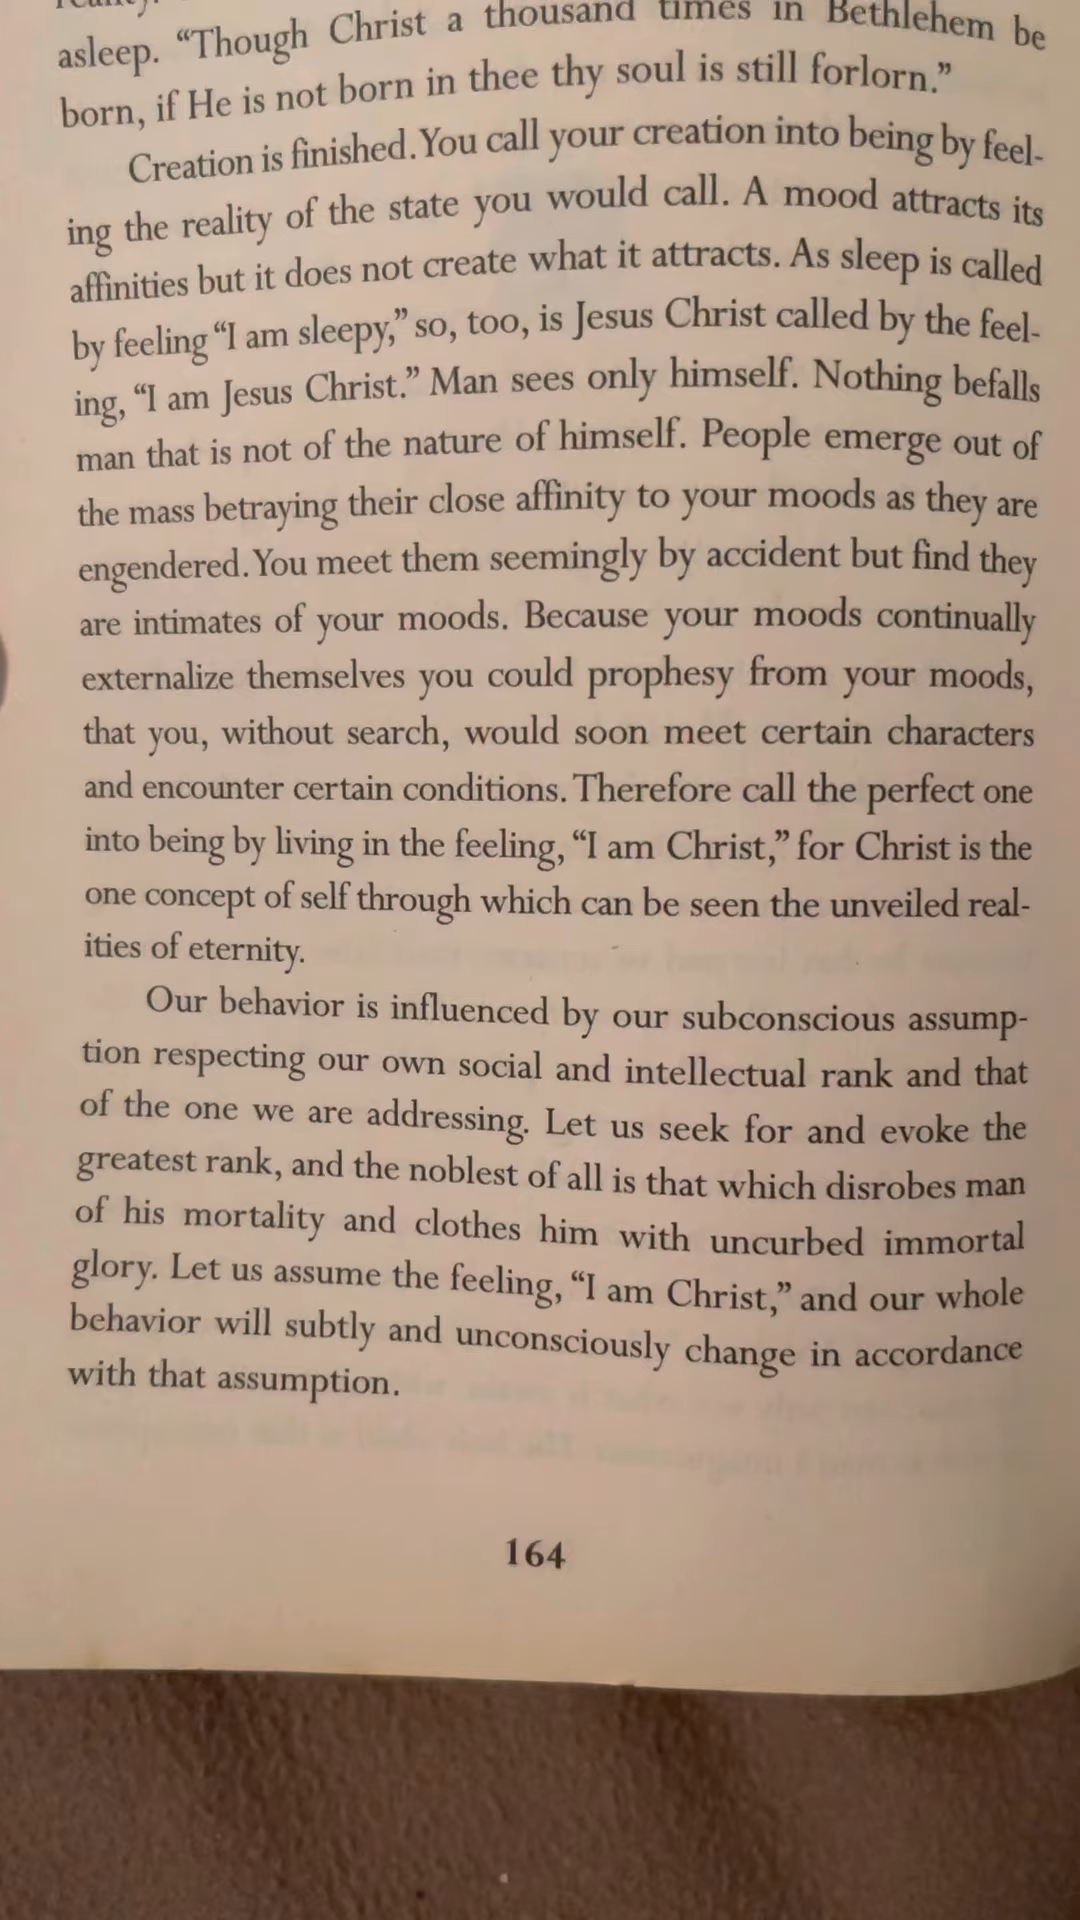 asleep. “Though Christ a thousand times in Bethlehem be
born, if He is not born in thee thy soul is still forlorn.”
Creation is finished. You call your creation into being by feel-
ing the reality of the state you would call. A mood attracts its
affinities but it does not create what it attracts. As sleep is called
by feeling “I am sleepy,” so, too, is Jesus Christ called by the feel-
ing, “I am Jesus Christ.” Man sees only himself. Nothing befalls
man that is not of the nature of himself. People emerge out of
the mass betraying their close affinity to your moods as they are
engendered. You meet them seemingly by accident but find they
are intimates of your moods. Because your moods continually
externalize themselves you could prophesy from your moods,
that you, without search, would soon meet certain characters
and encounter certain conditions. Therefore call the perfect one
into being by living in the feeling, “I am Christ,” for Christ is the
one concept of self through which can be seen the unveiled real-
ities of eternity.
Our behavior is influenced by our subconscious assump-
tion respecting our own social and intellectual rank and that
of the one we are addressing. Let us seek for and evoke the
greatest rank, and the noblest of all is that which disrobes man
of his mortality and clothes him with uncurbed immortal
glory. Let us assume the feeling, “I am Christ,” and our whole
behavior will subtly and unconsciously change in accordance
with that assumption.
164